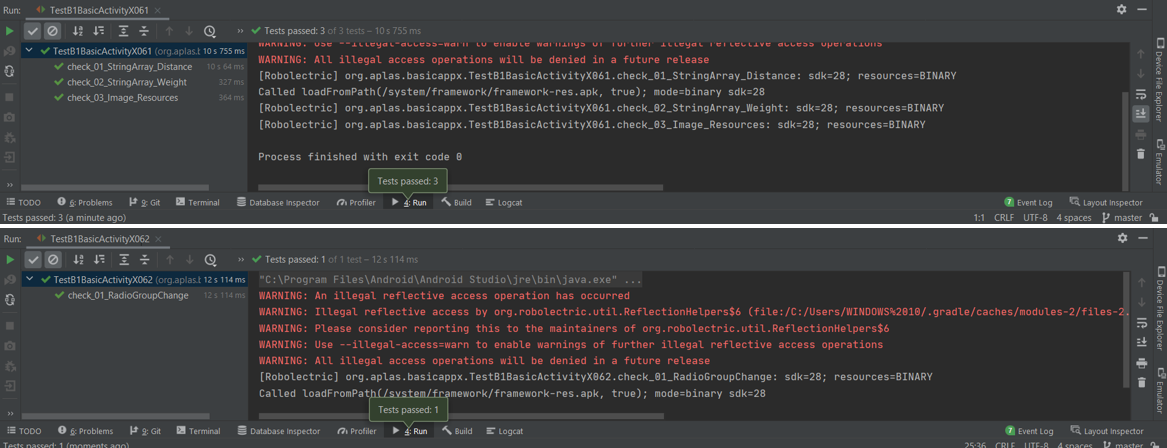 Run: TestB1BasicActivityX061 ×
Tests passed: 3 of 3 tests – 10 s 755 ms
TestB1BasicActivityX061 (org.aplas. 10 s 755 ms
check_01_StringArray_Distance 10 s 64 ms
check_02_StringArray_Weight 327 ms
check_03_Image_Resources 364 ms
WARNING: Use --illegal-access=warn to enable warnings of further illegal reflective access operations
WARNING: All illegal access operations will be denied in a future release
[Robolectric] org.aplas.basicappx.TestB1BasicActivityX061.check_01_StringArray_Distance: sdk=28; resources=BINARY
Called loadFromPath(/system/framework/framework-res.apk, true); mode=binary sdk=28
[Robolectric] org.aplas.basicappx.TestB1BasicActivityX061.check_02_StringArray_Weight: sdk=28; resources=BINARY
[Robolectric] org.aplas.basicappx.TestB1BasicActivityX061.check_03_Image_Resources: sdk=28; resources=BINARY
Process finished with exit code 0
Tests passed: 3
Device File Explorer
Emulator
TODO 6: Problems 9: Git Terminal Database Inspector Profiler 4: Run Build Logcat 7 Event Log Layout Inspector
Tests passed: 3 (a minute ago) 1:1 CRLF UTF-8 4 spaces master
Run: TestB1BasicActivityX062 ×
Tests passed: 1 of 1 test – 12 s 114 ms
TestB1BasicActivityX062 (org.aplas. 12 s 114 ms
check_01_RadioGroupChange 12 s 114 ms
"C:\Program Files\Android\Android Studio\jre\bin\java.exe" ...
WARNING: An illegal reflective access operation has occurred
WARNING: Illegal reflective access by org.robolectric.util.ReflectionHelpers$6 (file:/C:/Users/WINDOWS%2010/.gradle/caches/modules-2/files-2.
WARNING: Please consider reporting this to the maintainers of org.robolectric.util.ReflectionHelpers$6
WARNING: Use --illegal-access=warn to enable warnings of further illegal reflective access operations
WARNING: All illegal access operations will be denied in a future release
[Robolectric] org.aplas.basicappx.TestB1BasicActivityX062.check_01_RadioGroupChange: sdk=28; resources=BINARY
Called loadFromPath(/system/framework/framework-res.apk, true); mode=binary sdk=28
Tests passed: 1
Device File Explorer
Emulator
TODO 6: Problems 9: Git Terminal Database Inspector Profiler 4: Run Build Logcat 7 Event Log Layout Inspector
Tests passed: 1 (moments ago) 25:36 CRLF UTF-8 4 spaces master